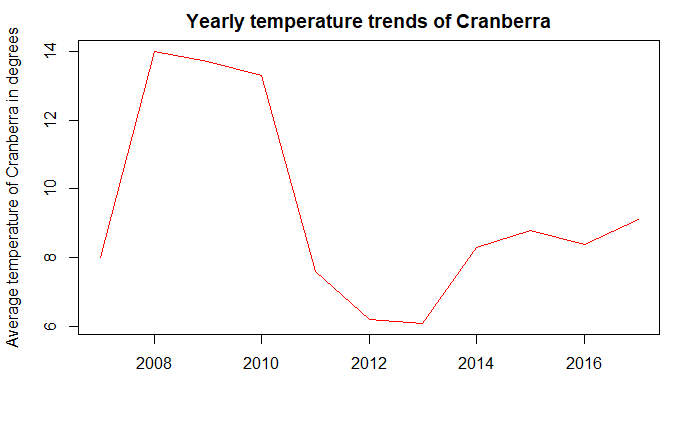 Yearly temperature trends of Cranberra
Average temperature of Cranberra in degrees
14
12
10
8
6
2008 2010 2012 2014 2016